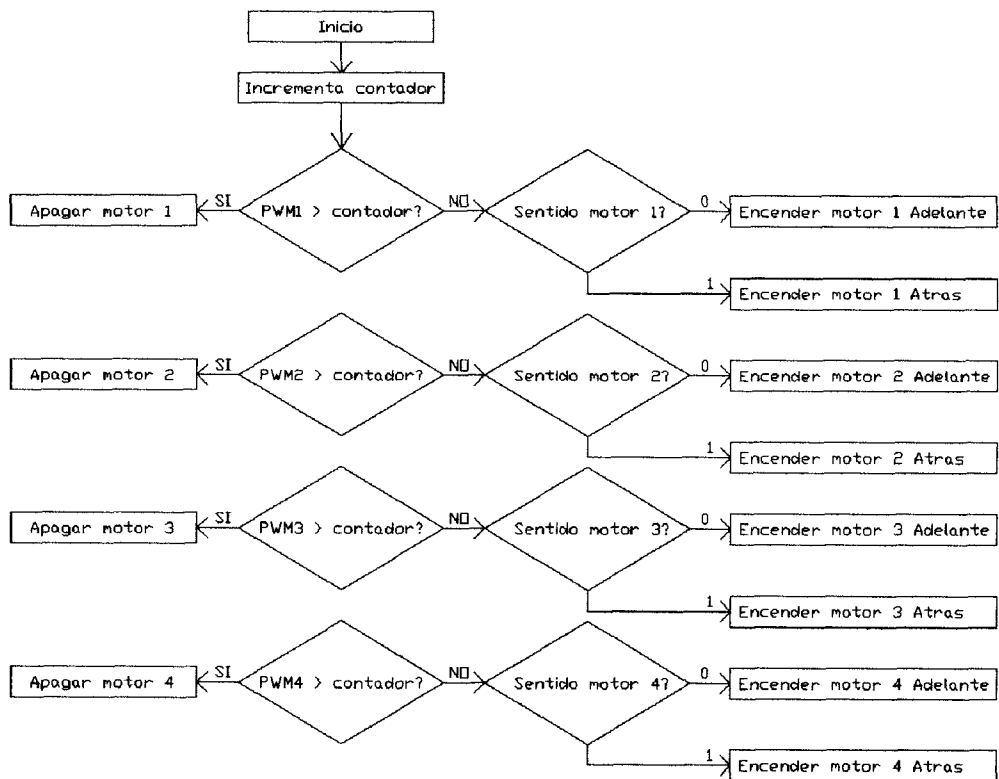 Inicio
Incrementa contador
Apagar motor 1
SI
PWM1 > contador?
NO
Sentido motor 1?
0
Encender motor 1 Adelante
1
Encender motor 1 Atras
Apagar motor 2
SI
PWM2 > contador?
NO
Sentido motor 2?
0
Encender motor 2 Adelante
1
Encender motor 2 Atras
Apagar motor 3
SI
PWM3 > contador?
NO
Sentido motor 3?
0
Encender motor 3 Adelante
1
Encender motor 3 Atras
Apagar motor 4
SI
PWM4 > contador?
NO
Sentido motor 4?
0
Encender motor 4 Adelante
1
Encender motor 4 Atras